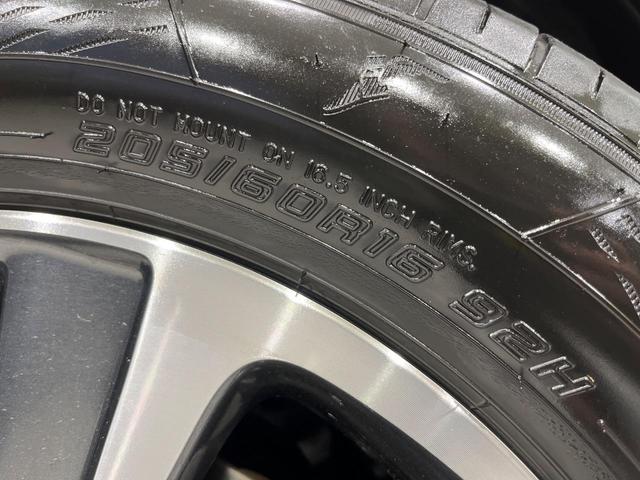 DO NOT MOUNT ON 16.5 INCH RIMS.
205/60R16 92H